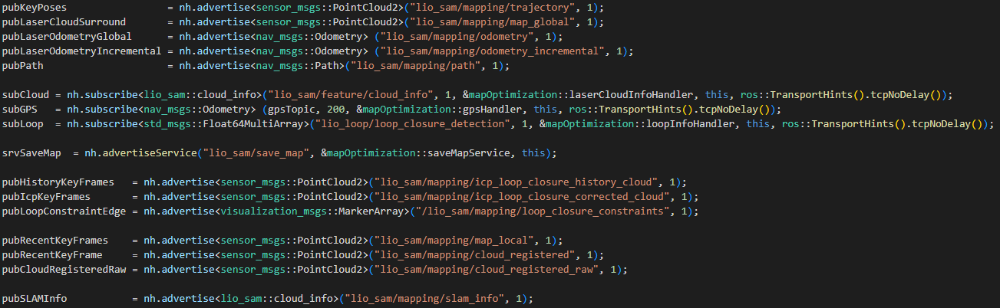 pubKeyPoses                 = nh.advertise<sensor_msgs::PointCloud2>("lio_sam/mapping/trajectory", 1);
pubLaserCloudSurround       = nh.advertise<sensor_msgs::PointCloud2>("lio_sam/mapping/map_global", 1);
pubLaserOdometryGlobal      = nh.advertise<nav_msgs::Odometry> ("lio_sam/mapping/odometry", 1);
pubLaserOdometryIncremental = nh.advertise<nav_msgs::Odometry> ("lio_sam/mapping/odometry_incremental", 1);
pubPath                     = nh.advertise<nav_msgs::Path>("lio_sam/mapping/path", 1);
subCloud = nh.subscribe<lio_sam::cloud_info>("lio_sam/feature/cloud_info", 1, &mapOptimization::laserCloudInfoHandler, this, ros::TransportHints().tcpNoDelay());
subGPS   = nh.subscribe<nav_msgs::Odometry> (gpsTopic, 200, &mapOptimization::gpsHandler, this, ros::TransportHints().tcpNoDelay());
subLoop  = nh.subscribe<std_msgs::Float64MultiArray>("lio_loop/loop_closure_detection", 1, &mapOptimization::loopInfoHandler, this, ros::TransportHints().tcpNoDelay());
srvSaveMap  = nh.advertiseService("lio_sam/save_map", &mapOptimization::saveMapService, this);
pubHistoryKeyFrames   = nh.advertise<sensor_msgs::PointCloud2>("lio_sam/mapping/icp_loop_closure_history_cloud", 1);
pubIcpKeyFrames       = nh.advertise<sensor_msgs::PointCloud2>("lio_sam/mapping/icp_loop_closure_corrected_cloud", 1);
pubLoopConstraintEdge = nh.advertise<visualization_msgs::MarkerArray>("/lio_sam/mapping/loop_closure_constraints", 1);
pubRecentKeyFrames    = nh.advertise<sensor_msgs::PointCloud2>("lio_sam/mapping/map_local", 1);
pubRecentKeyFrame     = nh.advertise<sensor_msgs::PointCloud2>("lio_sam/mapping/cloud_registered", 1);
pubCloudRegisteredRaw = nh.advertise<sensor_msgs::PointCloud2>("lio_sam/mapping/cloud_registered_raw", 1);
pubSLAMInfo           = nh.advertise<lio_sam::cloud_info>("lio_sam/mapping/slam_info", 1);